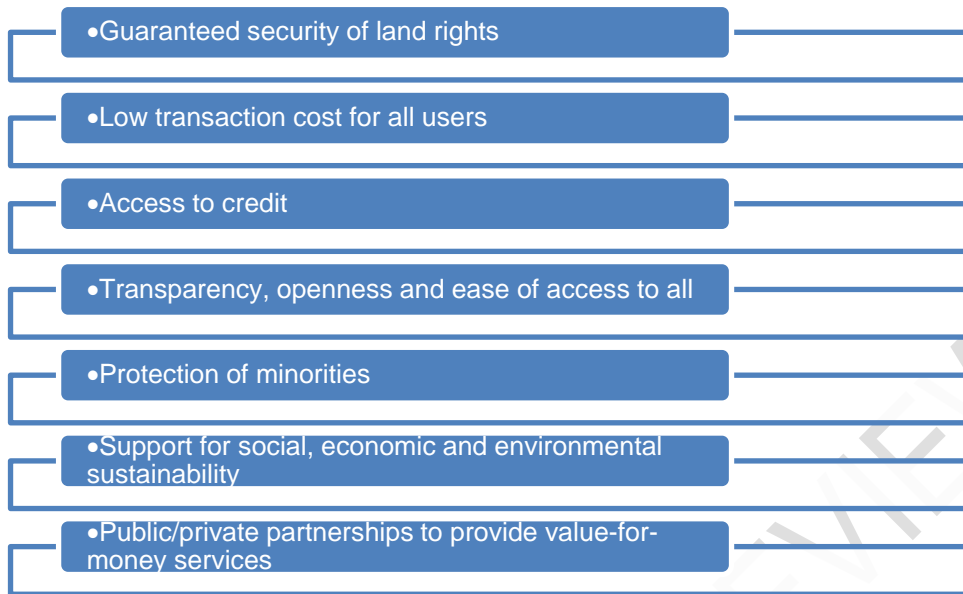 •Guaranteed security of land rights
•Low transaction cost for all users
•Access to credit
•Transparency, openness and ease of access to all
•Protection of minorities
•Support for social, economic and environmental
sustainability
•Public/private partnerships to provide value-for-
money services